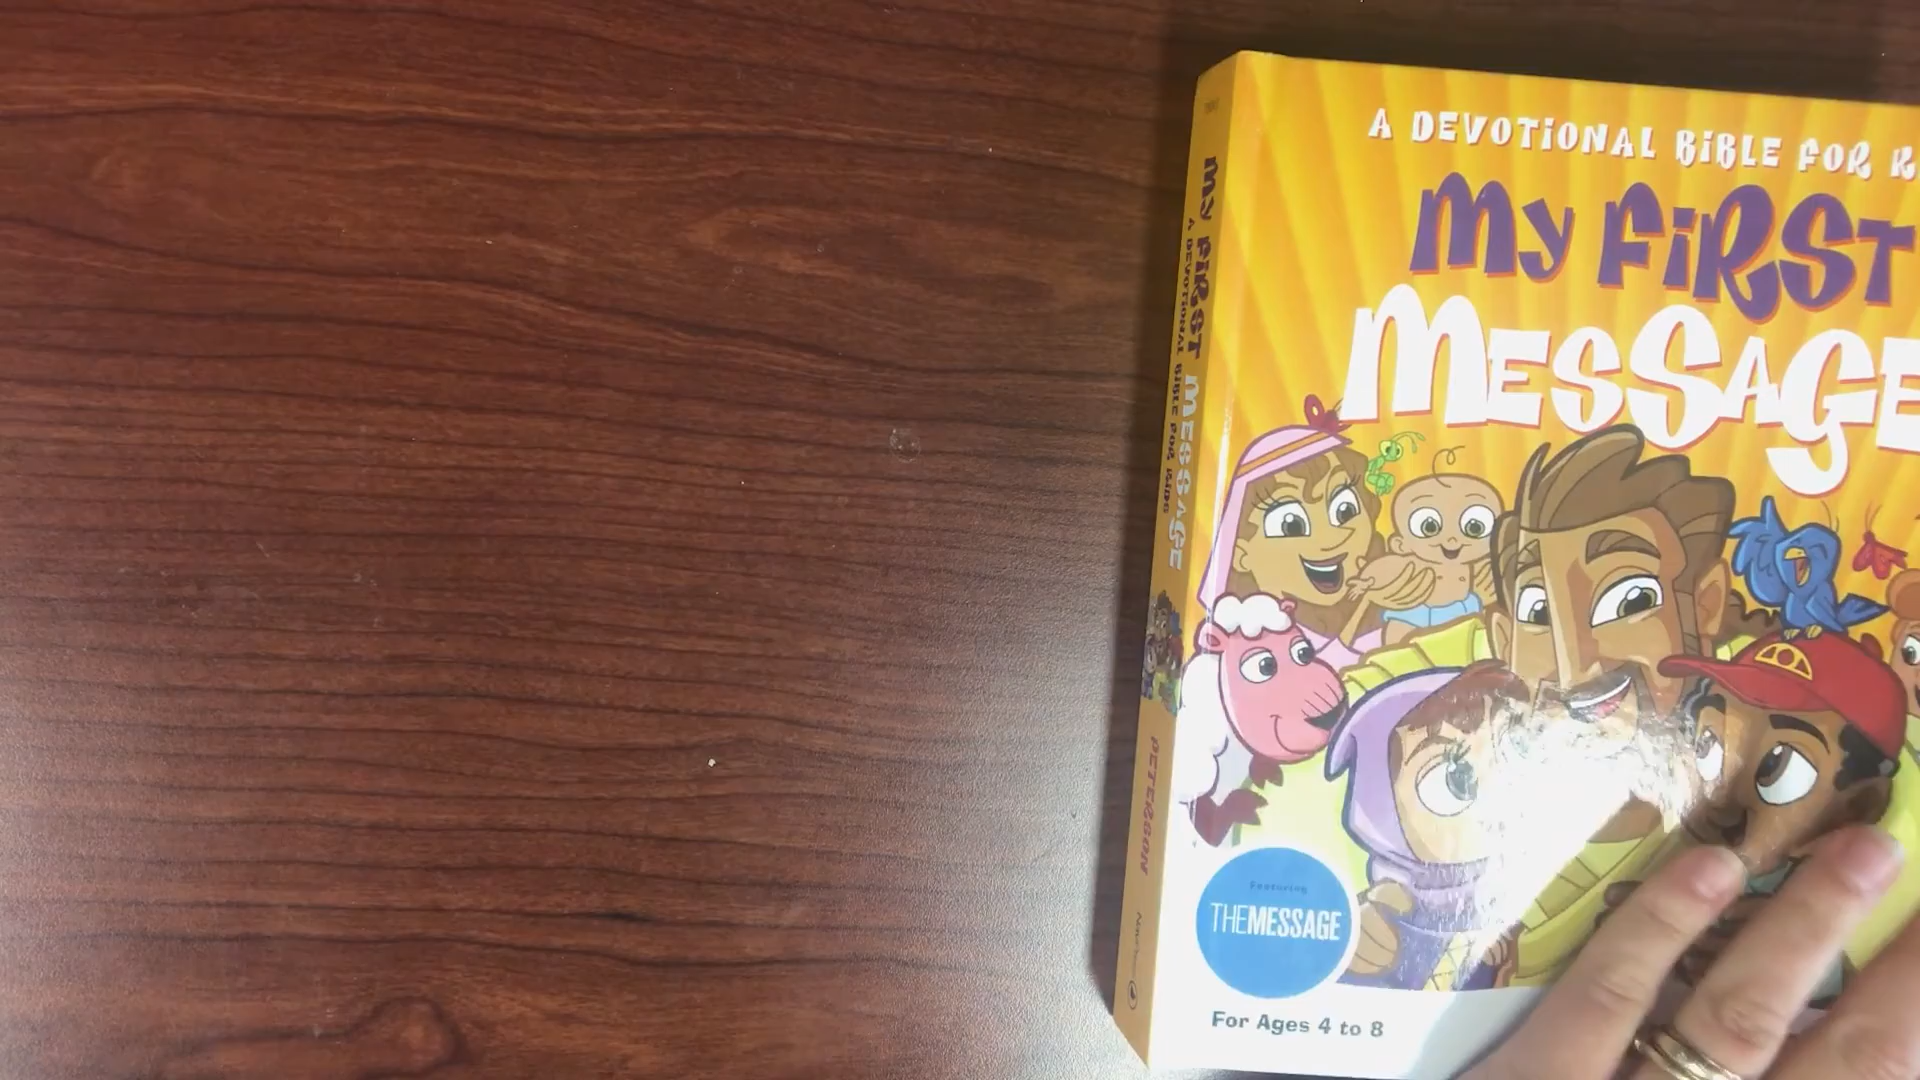 A DEVOTiONAL BiBLE FOR K
My FiRST
MESSAGE
My FiRST MESSAGE
A DEVOTIONAL BIBLE FOR KIDS
PETERSON
Featuring
THEMESSAGE
For Ages 4 to 8